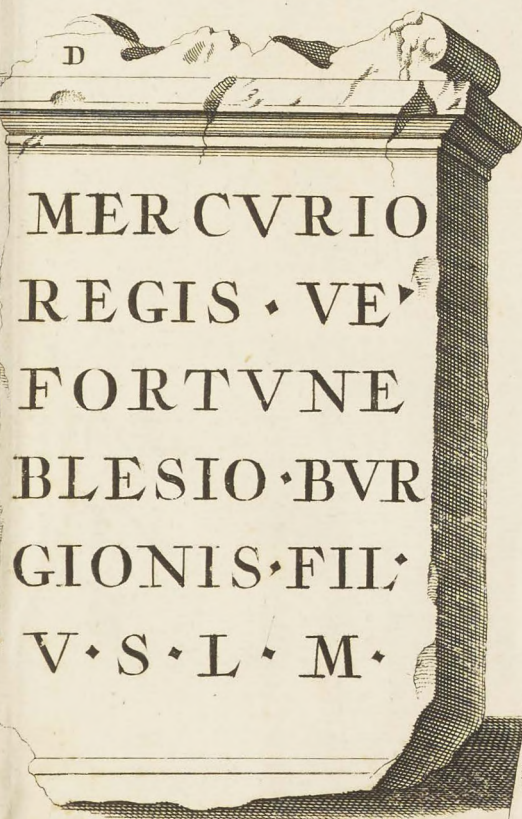 D
MERCVRIO
REGIS · VE'
FORTVNE
BLESIO · BVR
GIONIS · FIL ·
V · S · L · M ·